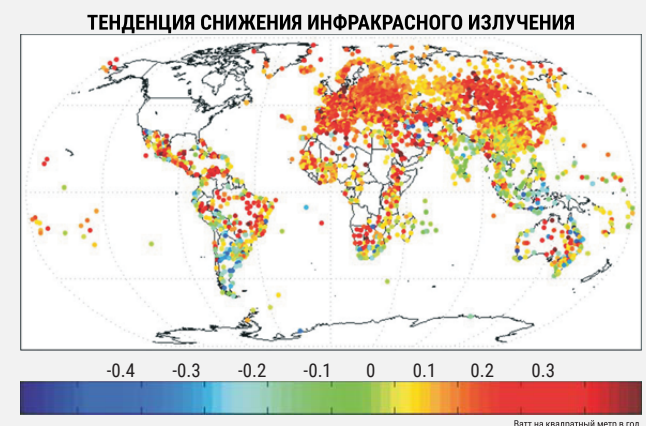 ТЕНДЕНЦИЯ СНИЖЕНИЯ ИНФРАКРАСНОГО ИЗЛУЧЕНИЯ
-0.4 -0.3 -0.2 -0.1 0 0.1 0.2 0.3
Ватт на квадратный метр в год